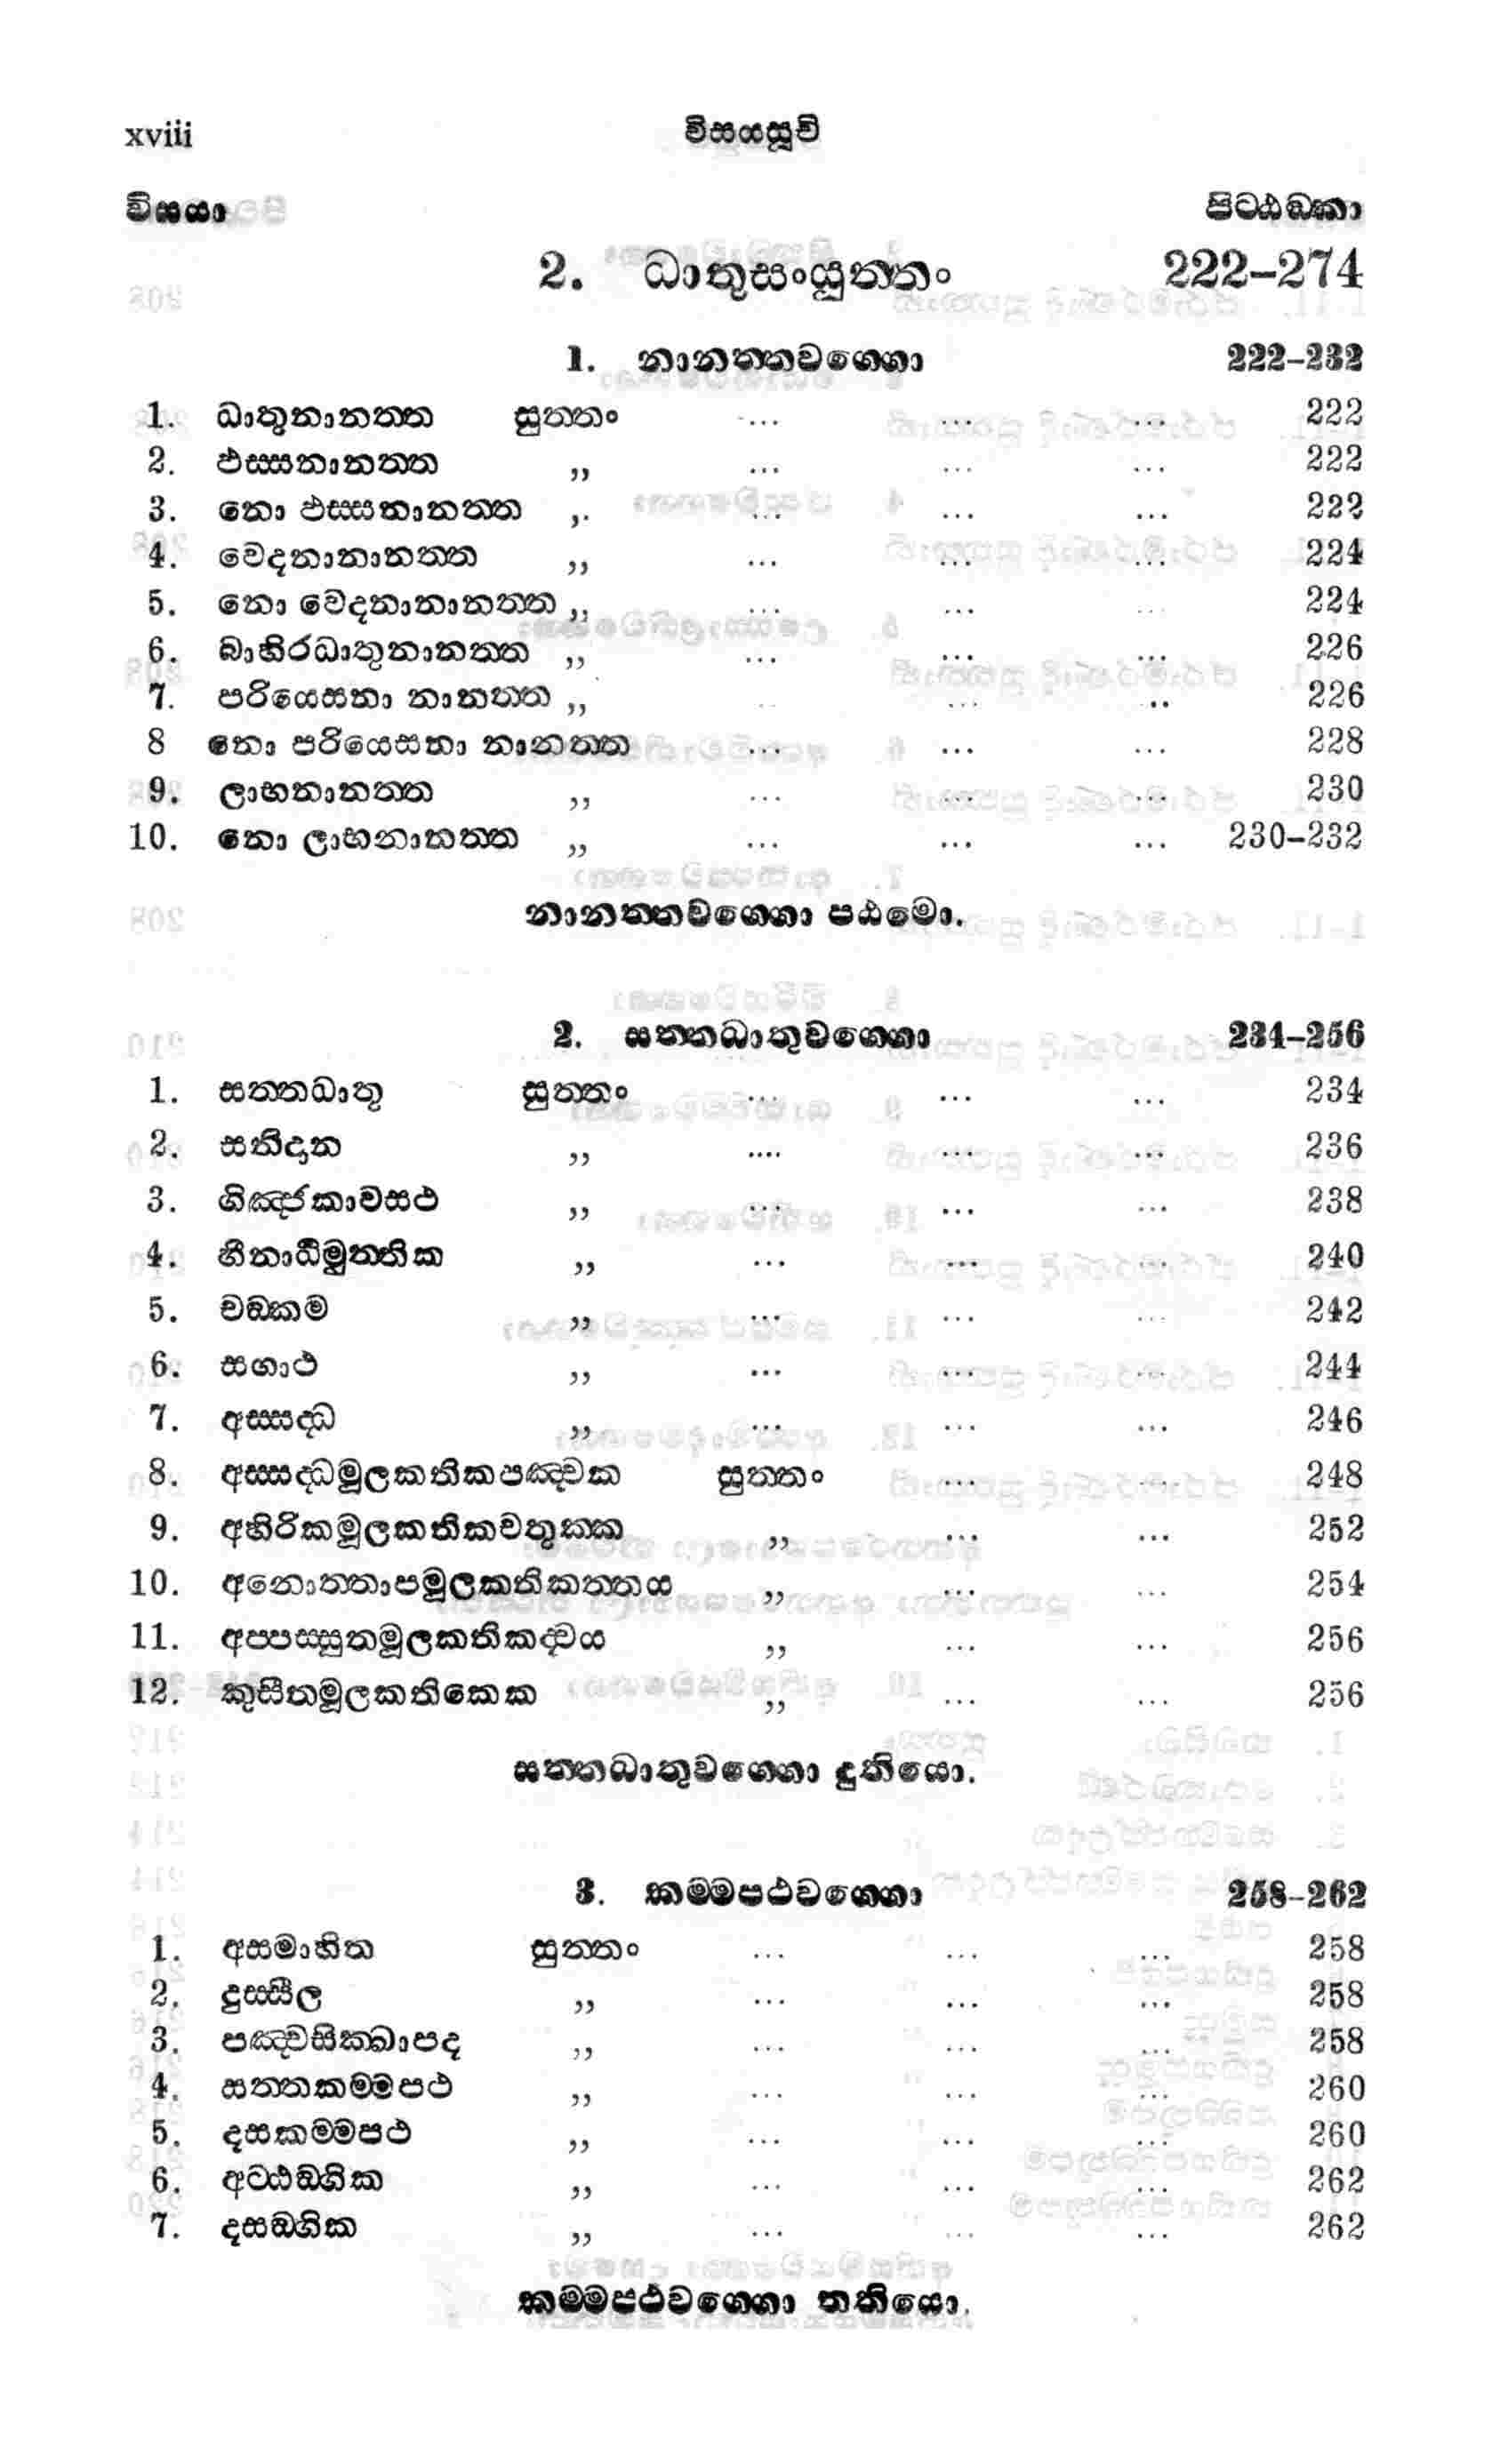 xviii විසයසූචි
විසයා පිට්ඨඞ්කා
2. ධාතුසංයුත්තං 222–274
1. නානත්තවග්ගො 222–232
1. ධාතුනානත්ත සුත්තං ... ... ... 222
2. ඵස්සනානත්ත ,, ... ... ... 222
3. නො ඵස්සනානත්ත ,. ... ... ... 222
4. වෙදනානානත්ත ,, ... ... ... 224
5. නො වෙදනානානත්ත ,, ... ... ... 224
6. බාහිරධාතුනානත්ත ,, ... ... ... 226
7. පරියෙසනා නානත්ත ,, .. ... .. 226
8 නො පරියෙසනා නානත්ත ... ... ... 228
9. ලාභනානත්ත ,, ... ... ... 230
10. නො ලාභනානත්ත ,, ... ... ... 230–232
නානත්තවග්ගො පඨමො.
2. සත්තධාතුවග්ගො 234–256
1. සත්තධාතු සුත්තං ... ... ... 234
2. සනිදාන ,, .... ... ... 236
3. ගිඤ්ජකාවසථ ,, ... ... ... 238
4. හීනාධිමුත්තික ,, ... ... ... 240
5. චඞ්කම ,, ... ... ... 242
6. සගාථ ,, ... ... ... 244
7. අස්සද්ධ ,, ... ... ... 246
8. අස්සද්ධමූලකතිකපඤ්චක සුත්තං ... ... 248
9. අහිරිකමූලකතිකචතුක්ක ,, ... ... 252
10. අනොත්තාපමූලකතිකත්තය ,, ... ... 254
11. අප්පස්සුතමූලකතිකද්වය ,, ... ... 256
12. කුසීතමූලකතිකෙක ,, ... ... 256
සත්තධාතුවග්ගො දුතියො.
3. කම්මපථවග්ගො 258–262
1. අසමාහිත සුත්තං ... ... ... 258
2. දුස්සීල ,, ... ... ... 258
3. පඤ්චසික්ඛාපද ,, ... ... ... 258
4. සත්තකම්මපථ ,, ... ... ... 260
5. දසකම්මපථ ,, ... ... ... 260
6. අට්ඨඞ්ගික ,, ... ... ... 262
7. දසඞ්ගික ,, ... ... ... 262
කම්මපථවග්ගො තතියො.